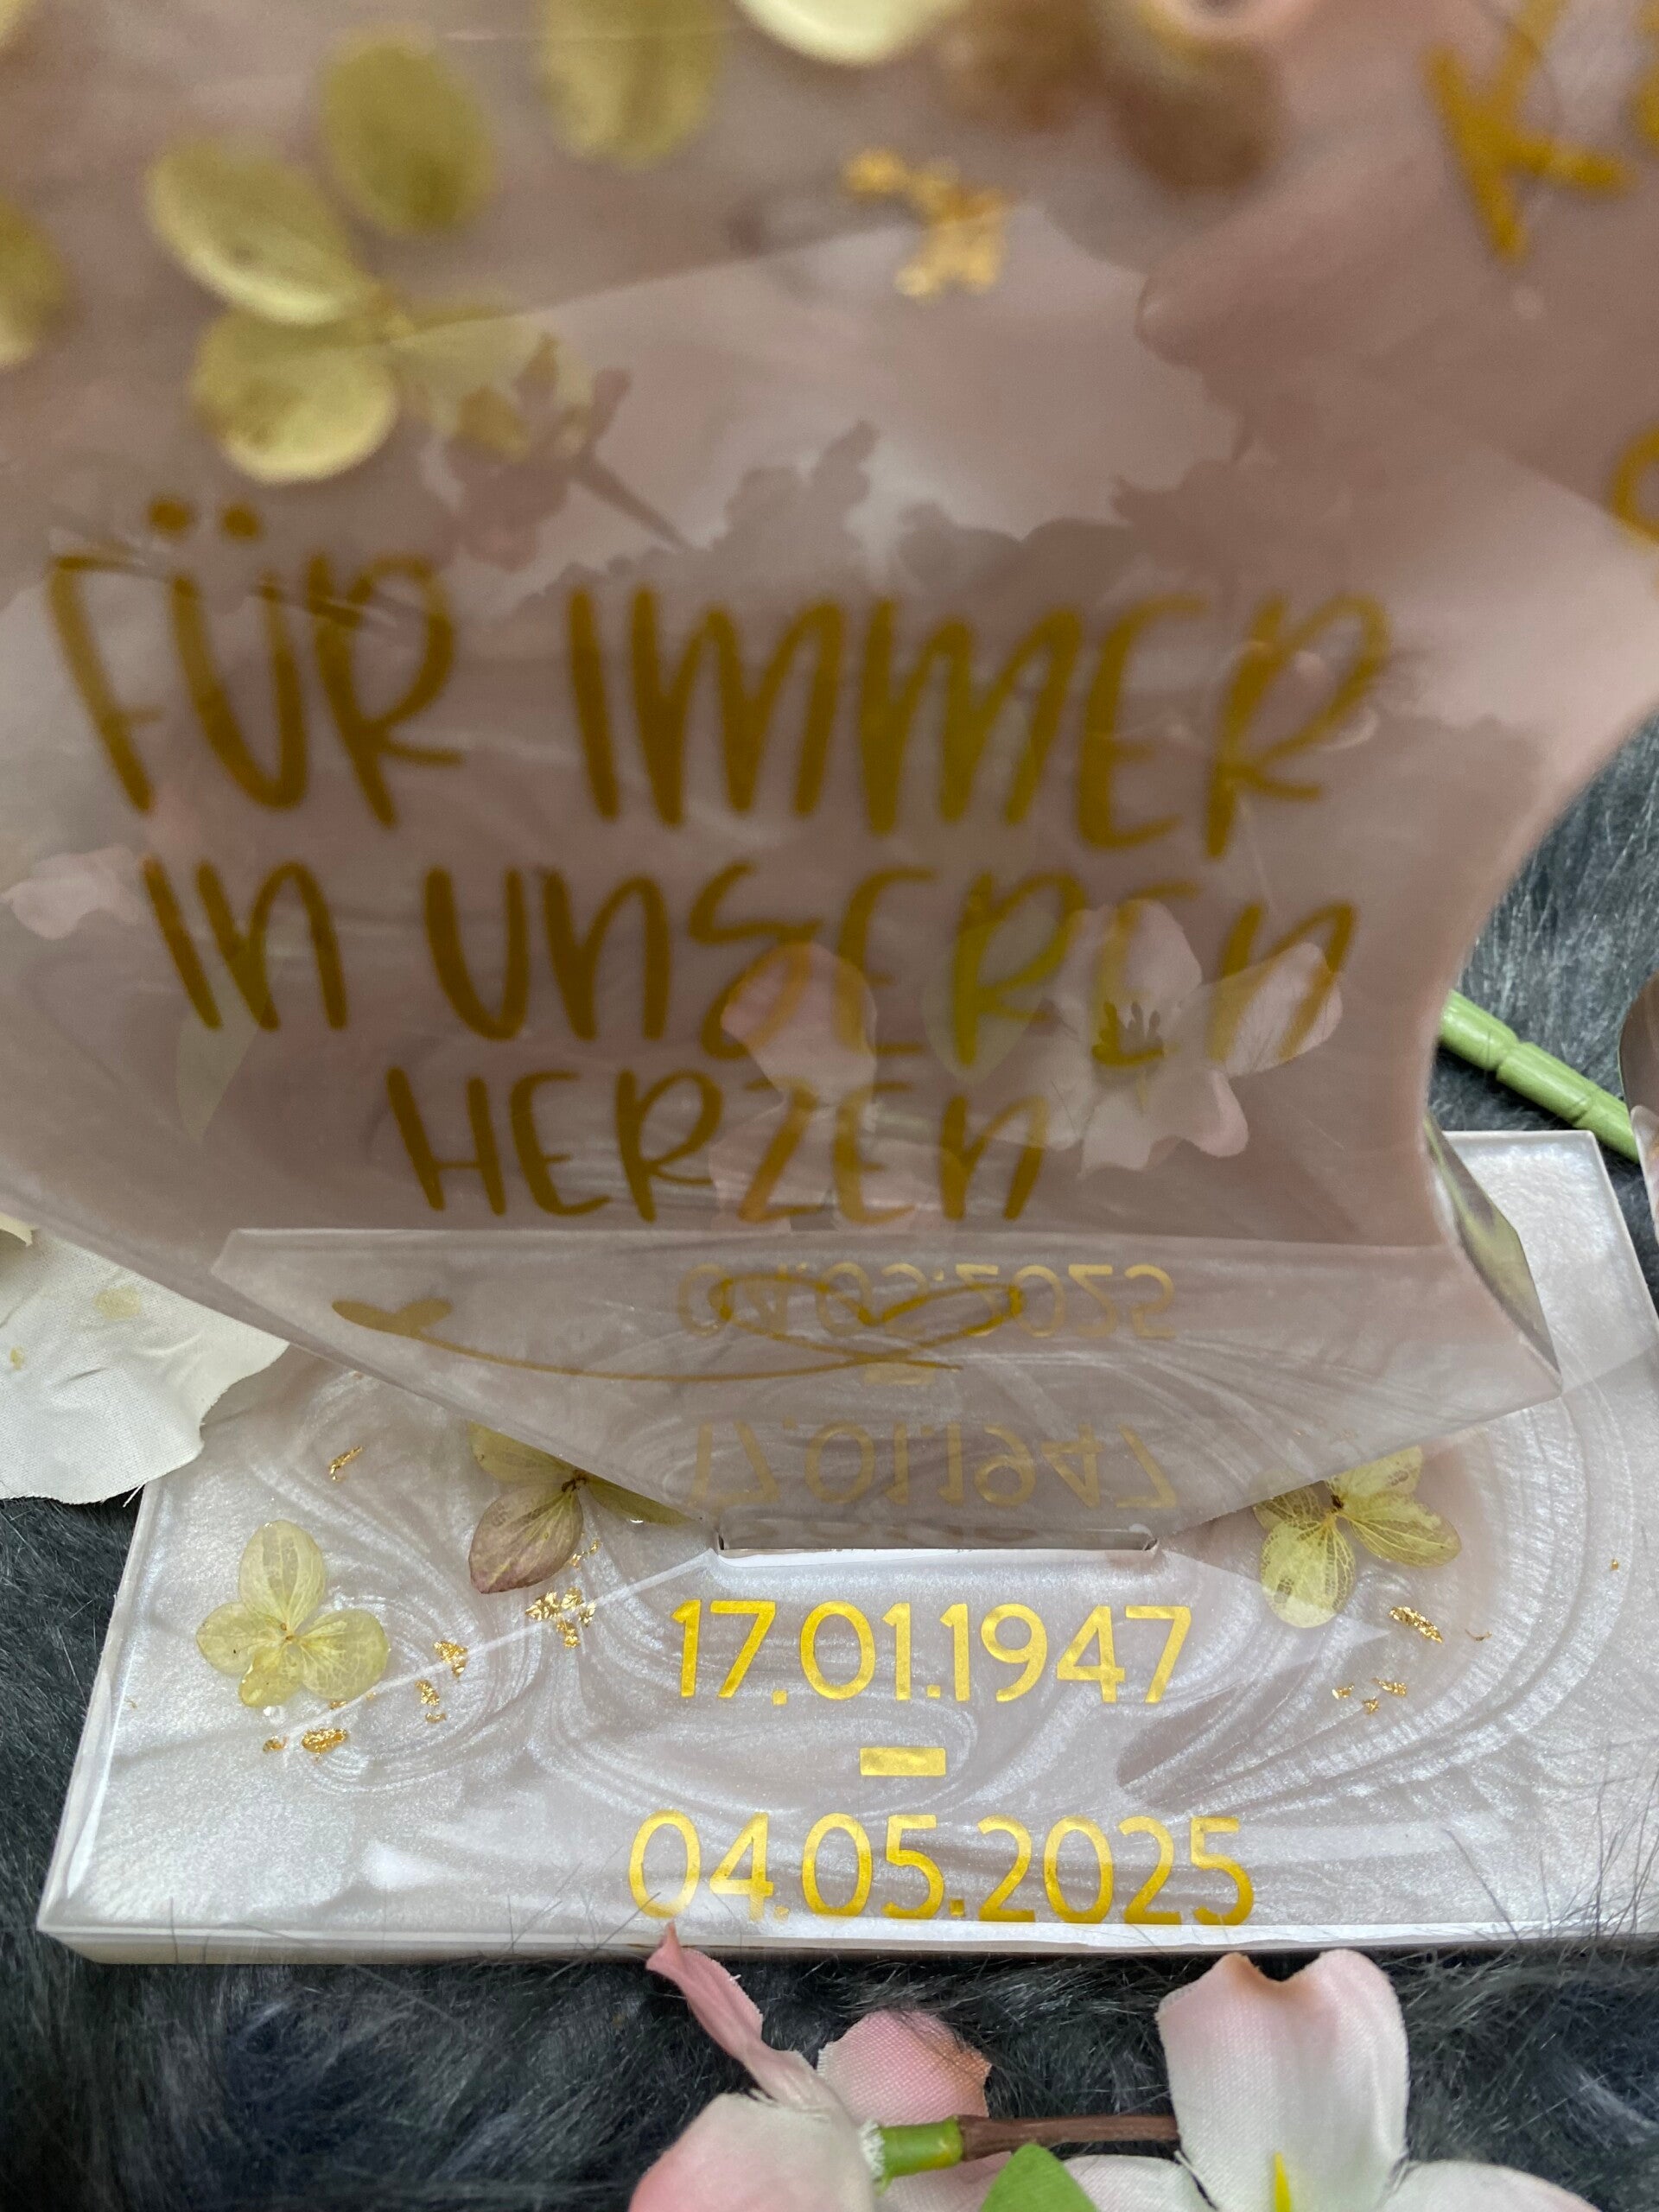 FÜR IMMER
IN UNSEREN
HERZEN
17.01.1947
–
04.05.2025